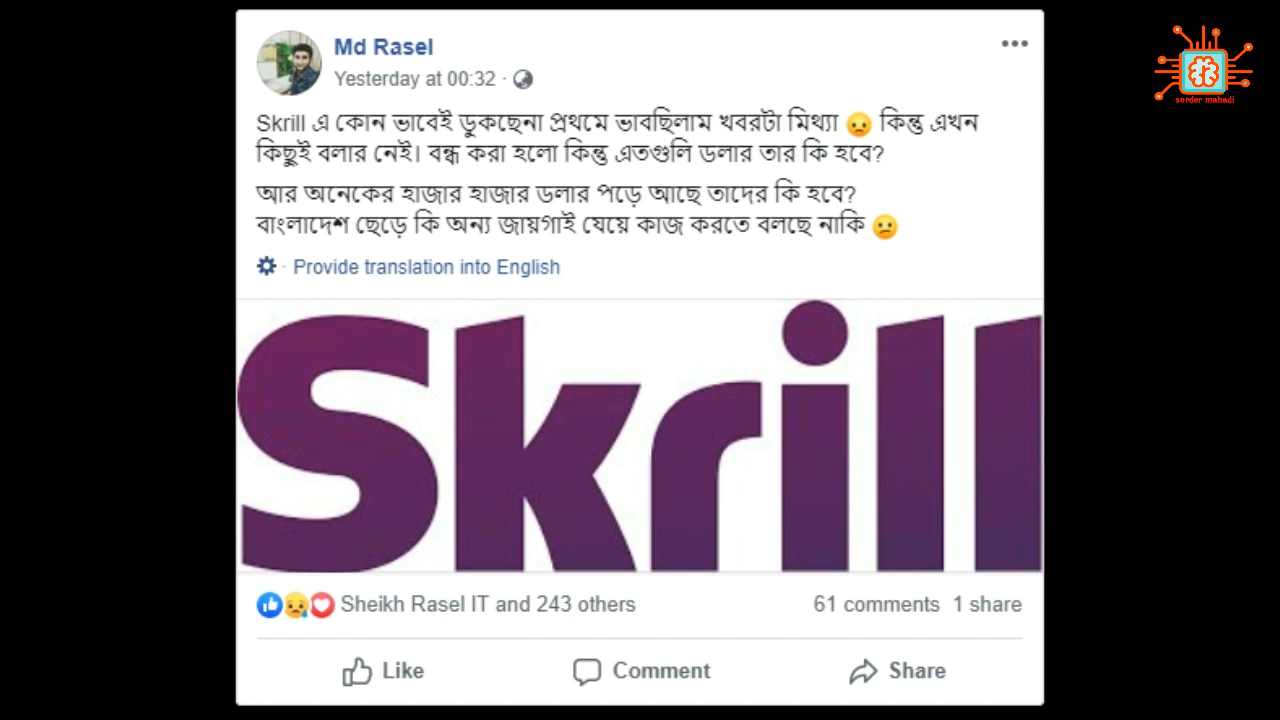 Md Rasel
Yesterday at 00:32 ·
Skrill এ কোন ভাবেই ডুকছেনা প্রথমে ভাবছিলাম খবরটা মিথ্যা 😞 কিন্তু এখন
কিছুই বলার নেই। বন্ধ করা হলো কিন্তু এতগুলি ডলার তার কি হবে?
আর অনেকের হাজার হাজার ডলার পড়ে আছে তাদের কি হবে?
বাংলাদেশ ছেড়ে কি অন্য জায়গাই যেয়ে কাজ করতে বলছে নাকি 😕
· Provide translation into English
Skrill
Sheikh Rasel IT and 243 others
61 comments 1 share
Like
Comment
Share
serder mahadi